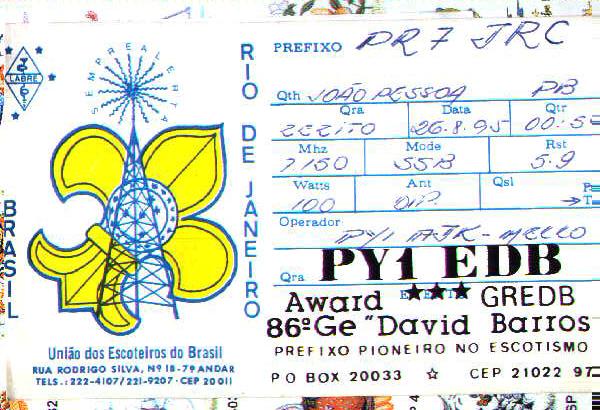 LABRE
SEMPRE ALERTA
BRASIL
RIO DE JANEIRO
União dos Escoteiros do Brasil
RUA RODRIGO SILVA, Nº 18-7º ANDAR
TELS.: 222-4107/221-9207 · CEP 20011
PREFIXO PR7 JRC
Qth JOÃO PESSOA PB
Qra Data Qtr
ZEZITO 26.8.95 00:5
Mhz Mode Rst
7150 SSB 5.9
Watts Ant Qsl
100 DIP.
Operador
PY1 AJK - MELLO
Qra PY1 EDB
Award ★★★ GREDB
86º Ge "David Barros
PREFIXO PIONEIRO NO ESCOTISMO
P O BOX 20033 ☆ CEP 21022 97